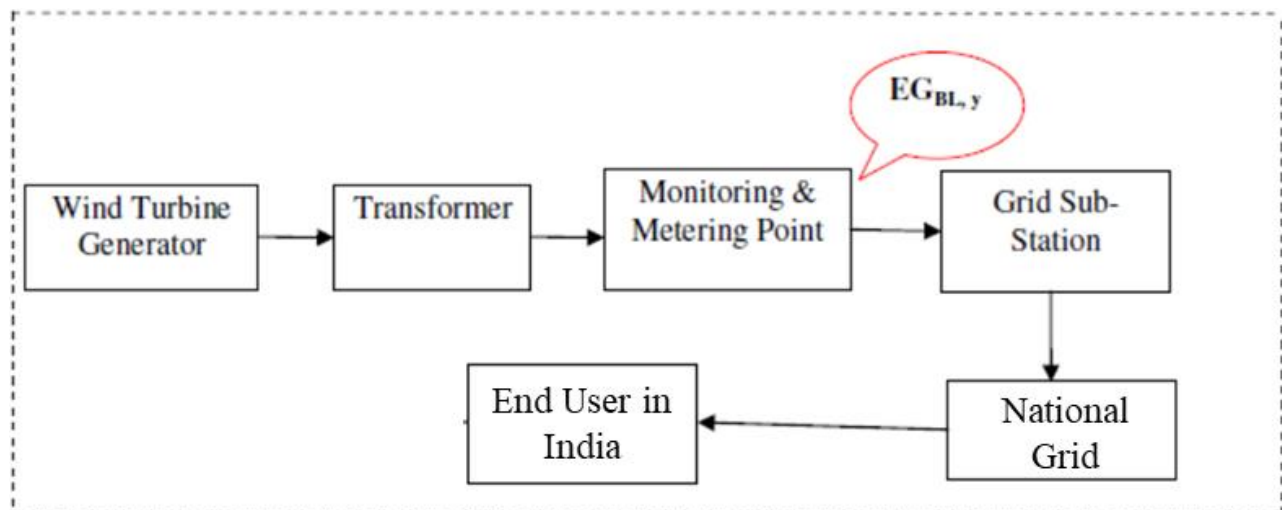 EG_BL, y
Wind Turbine
Generator
Transformer
Monitoring &
Metering Point
Grid Sub-
Station
End User in
India
National
Grid